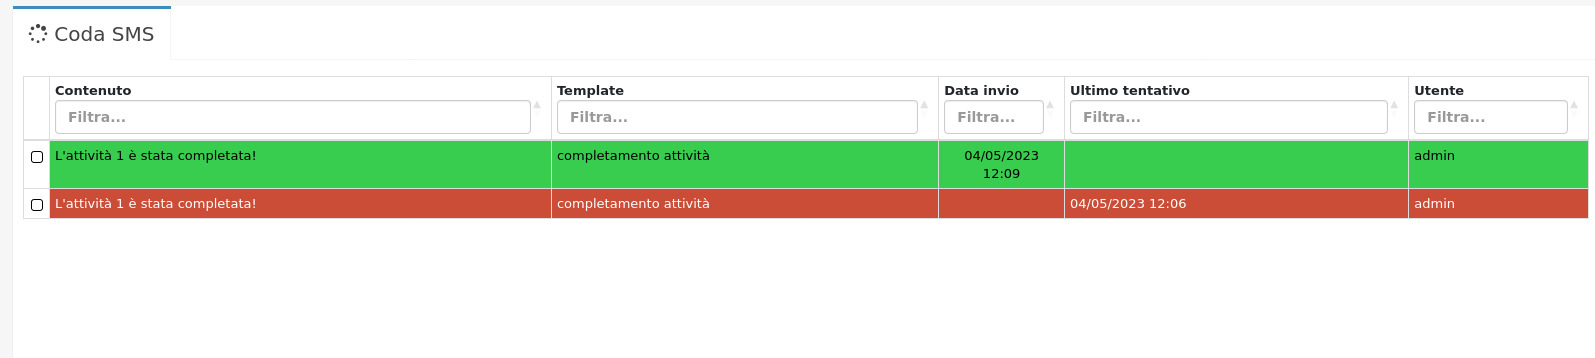 Coda SMS
Contenuto Template Data invio Ultimo tentativo Utente
Filtra... Filtra... Filtra... Filtra... Filtra...
L'attività 1 è stata completata! completamento attività 04/05/2023 admin
12:09
L'attività 1 è stata completata! completamento attività 04/05/2023 12:06 admin